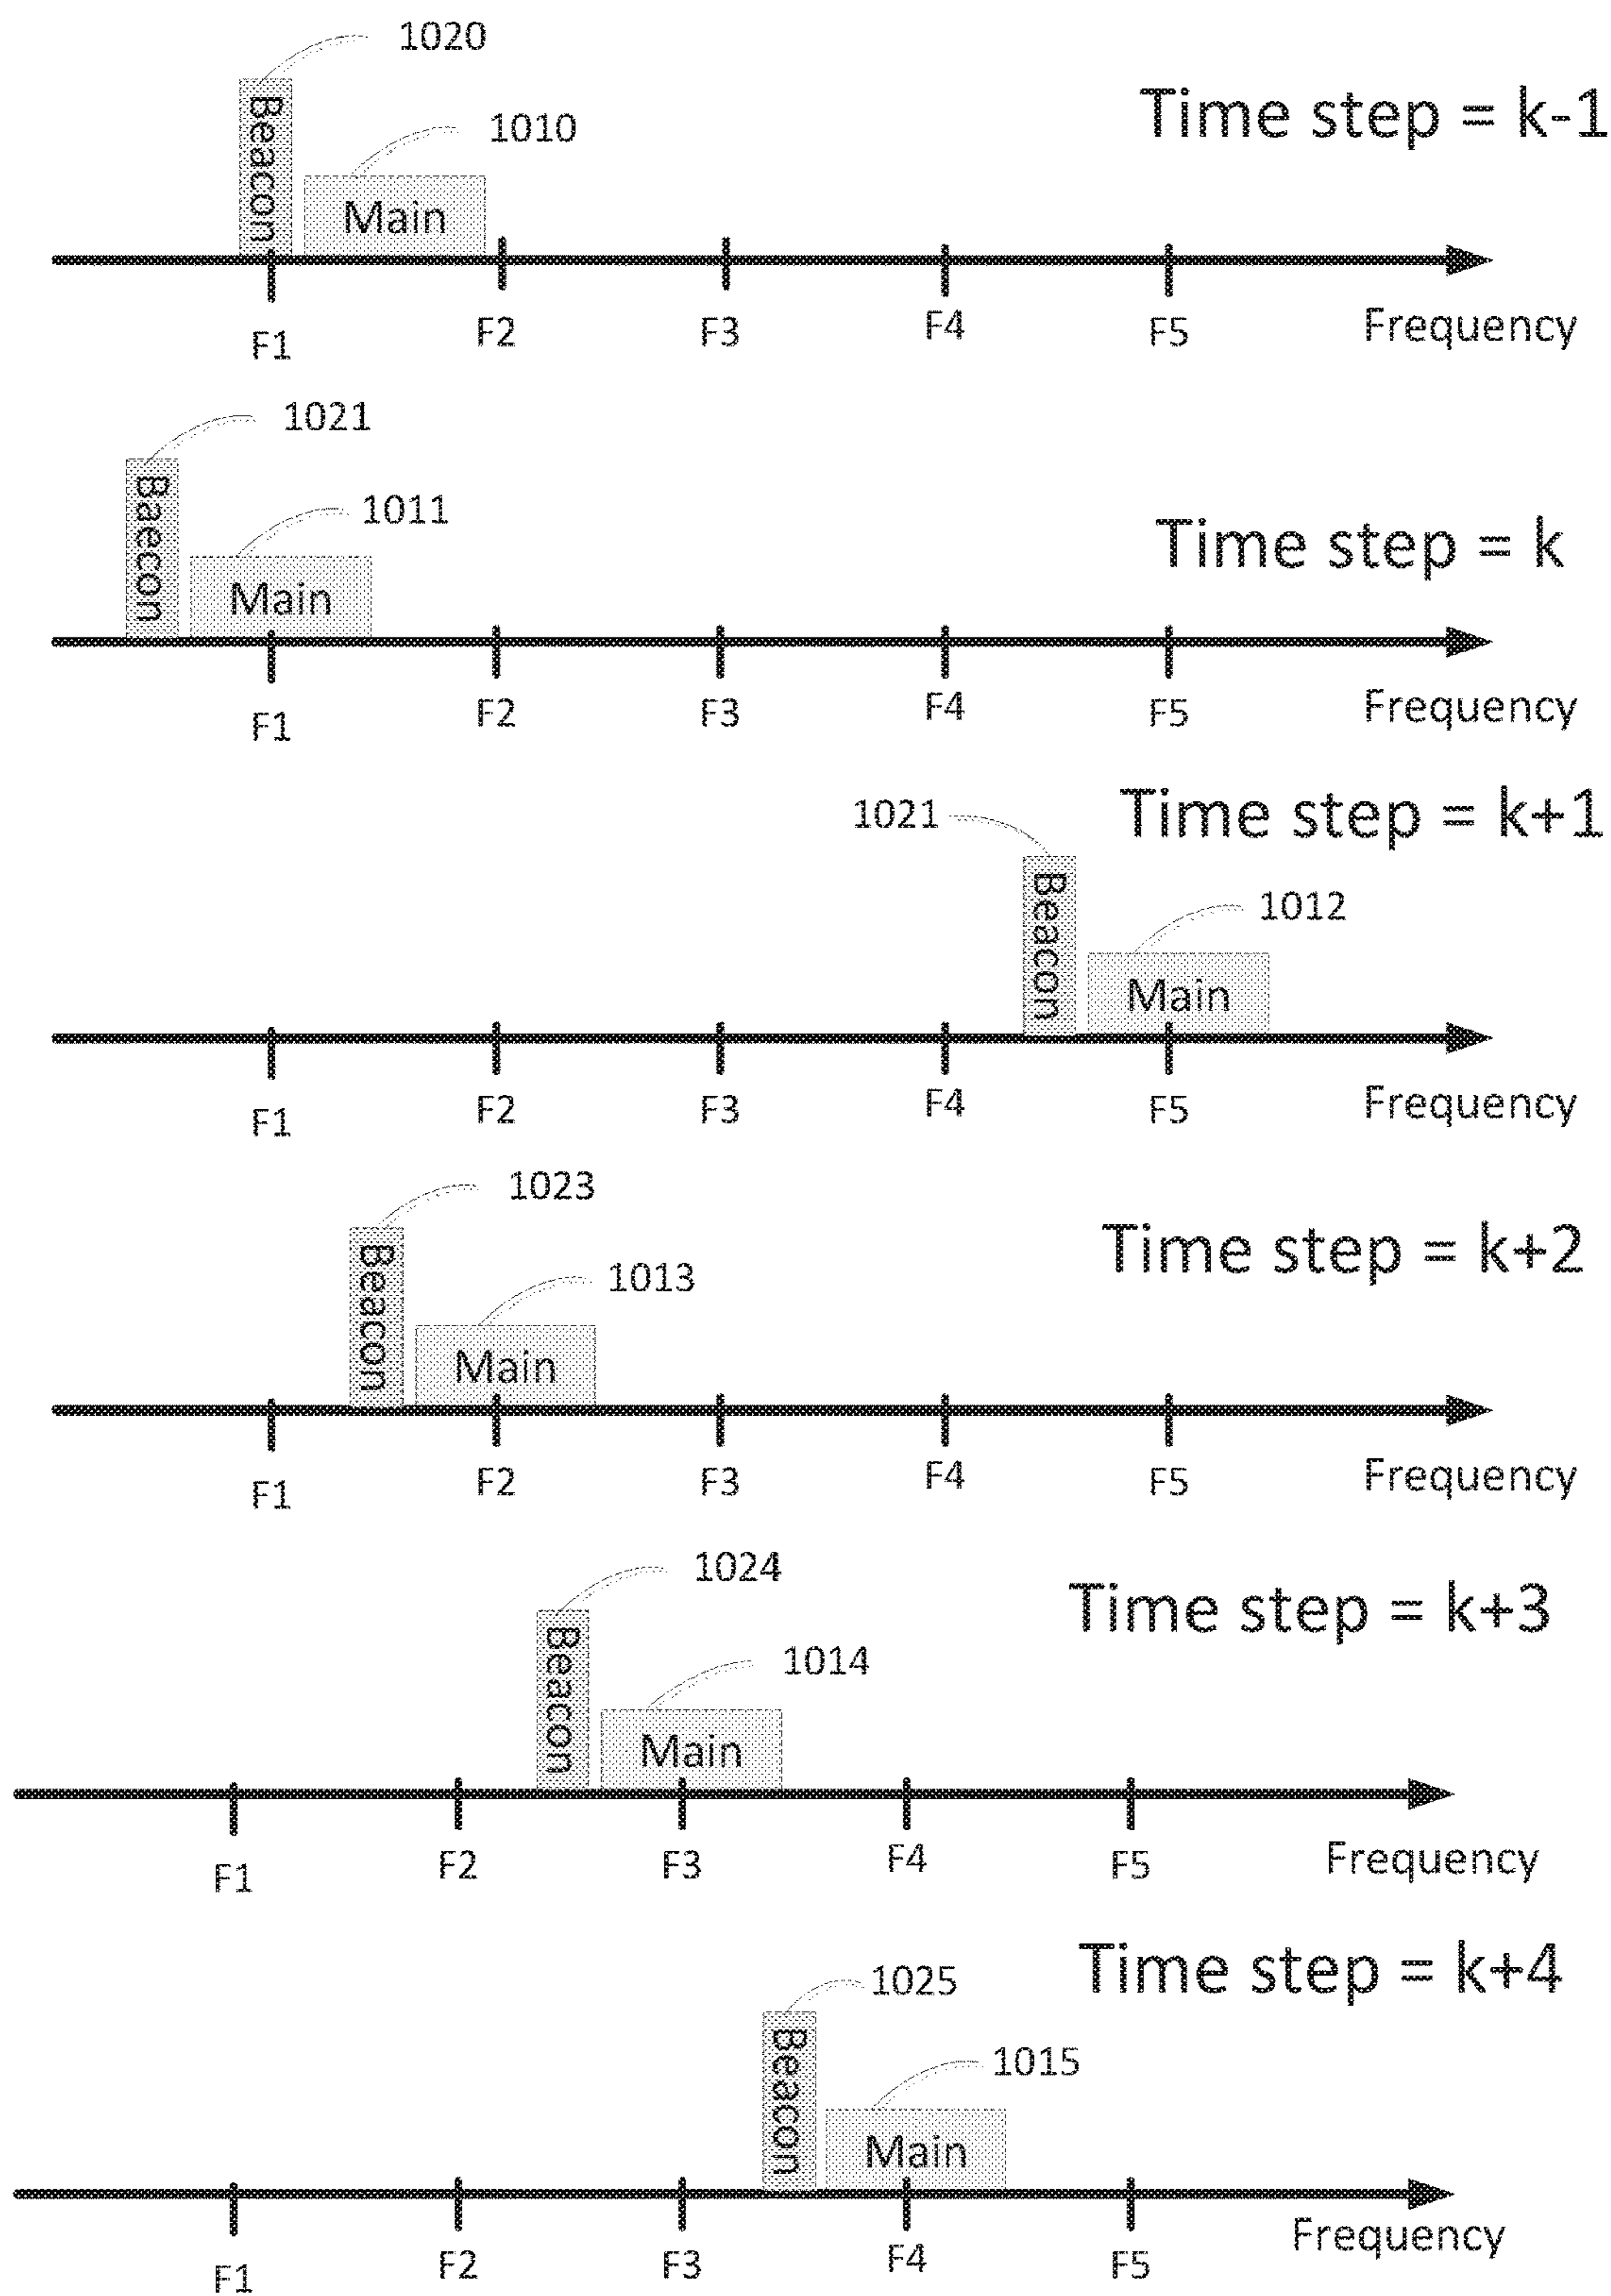 1020
Beacon
1010
Main
Time step = k-1
F1 F2 F3 F4 F5 Frequency
1021
Baecon
1011
Main
Time step = k
F1 F2 F3 F4 F5 Frequency
1021
Beacon
1012
Main
Time step = k+1
F1 F2 F3 F4 F5 Frequency
1023
Beacon
1013
Main
Time step = k+2
F1 F2 F3 F4 F5 Frequency
1024
Beacon
1014
Main
Time step = k+3
F1 F2 F3 F4 F5 Frequency
1025
Beacon
1015
Main
Time step = k+4
F1 F2 F3 F4 F5 Frequency